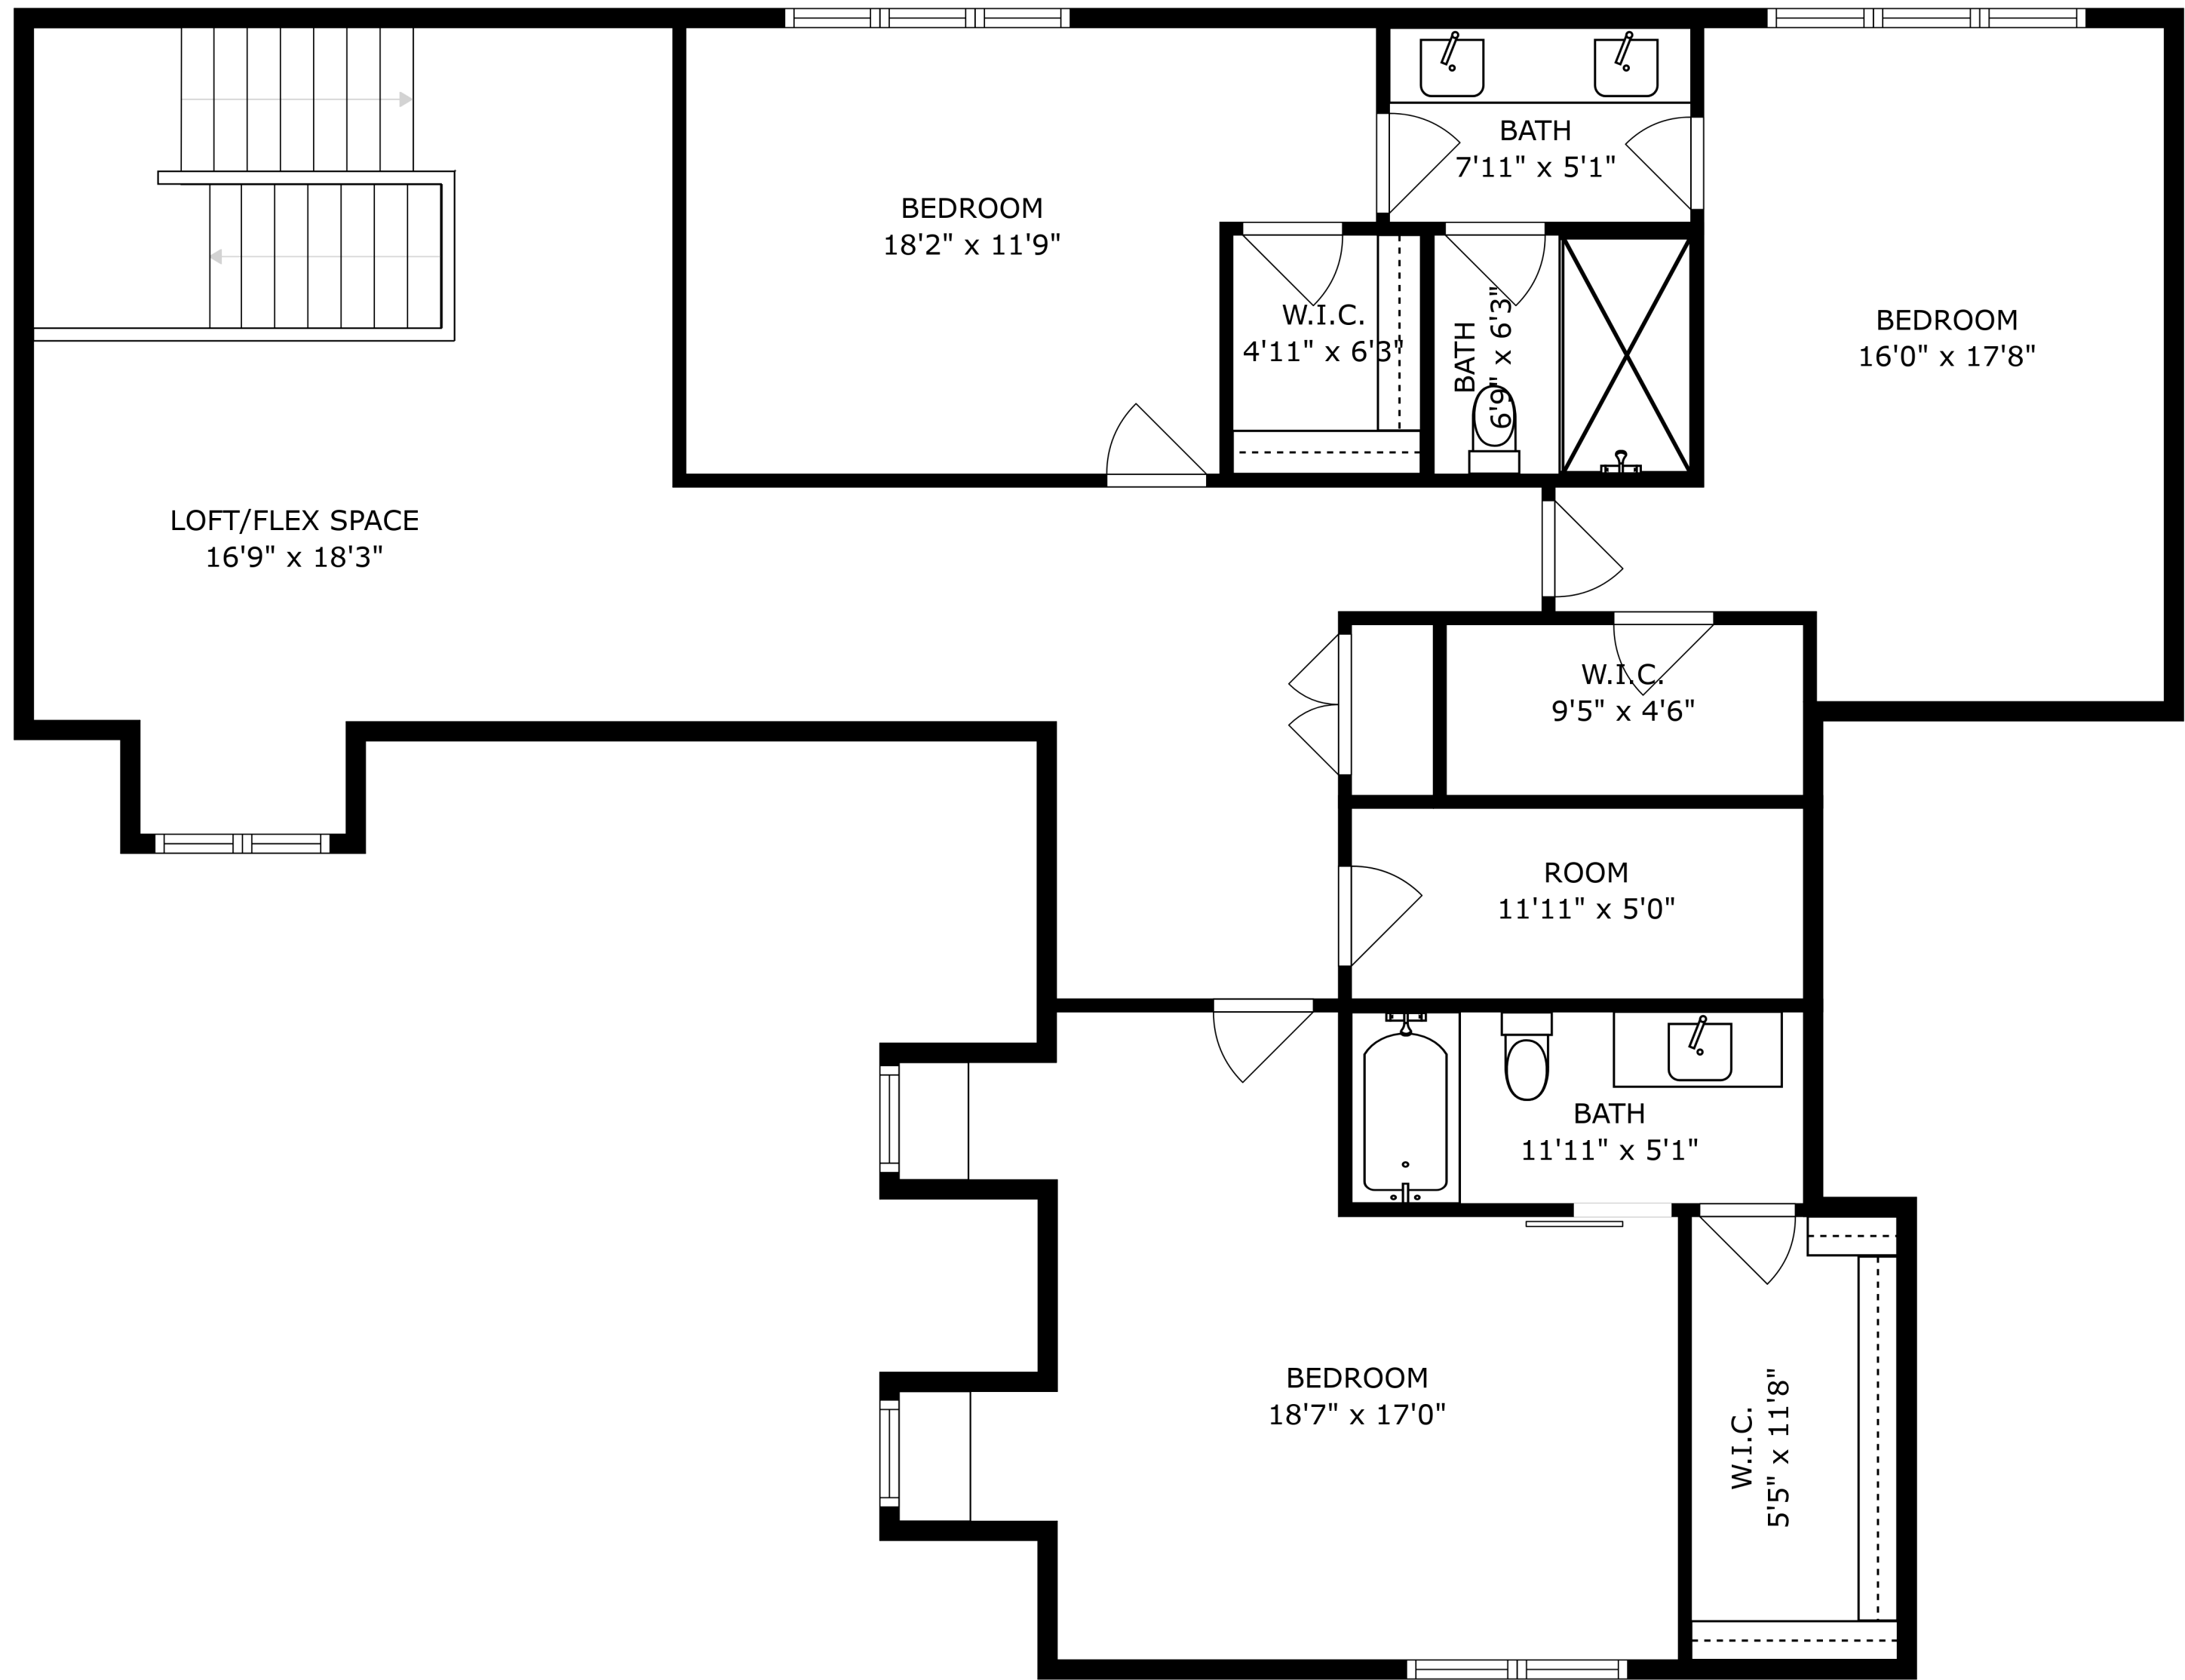 BATH
7'11" x 5'1"
BEDROOM
18'2" x 11'9"
W.I.C.
4'11" x 6'3"
BATH
6'9" x 6'3"
BEDROOM
16'0" x 17'8"
LOFT/FLEX SPACE
16'9" x 18'3"
W.I.C.
9'5" x 4'6"
ROOM
11'11" x 5'0"
BATH
11'11" x 5'1"
BEDROOM
18'7" x 17'0"
W.I.C.
5'5" x 11'8"